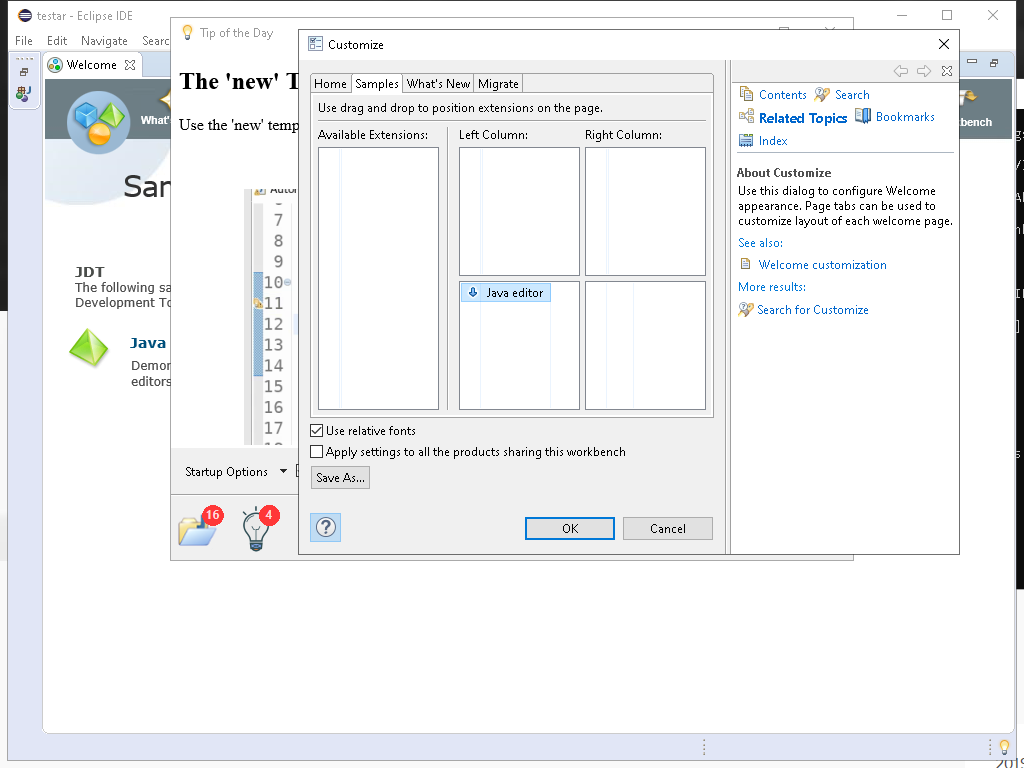 testar - Eclipse IDE
File Edit Navigate Searc
Welcome
What'
San
JDT
The following sa
Development To
Java
Demor
editors
Tip of the Day
The 'new' T
Use the 'new' temp
7
8
9
10
11
12
13
14
15
16
17
Startup Options
16
4
Customize
Home Samples What's New Migrate
Use drag and drop to position extensions on the page.
Available Extensions: Left Column: Right Column:
Java editor
Use relative fonts
Apply settings to all the products sharing this workbench
Save As...
OK Cancel
Contents Search
Related Topics Bookmarks
Index
About Customize
Use this dialog to configure Welcome
appearance. Page tabs can be used to
customize layout of each welcome page.
See also:
Welcome customization
More results:
Search for Customize
bench
2019